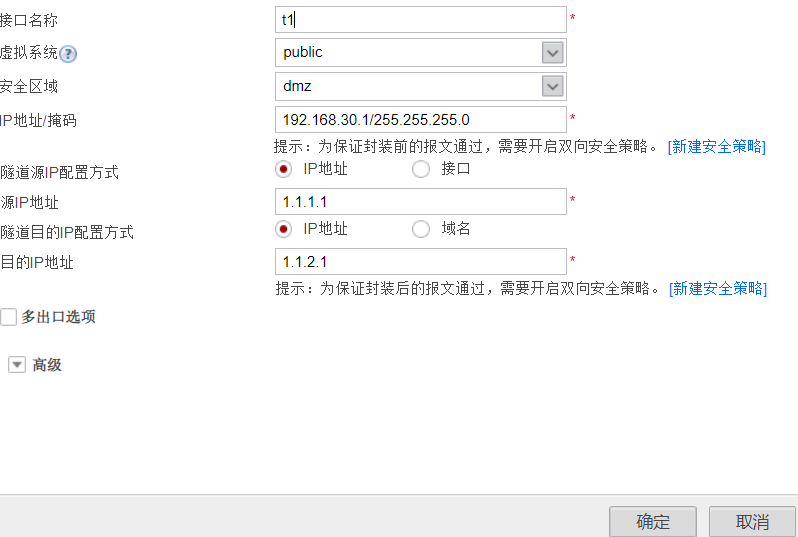 接口名称 t1 *
虚拟系统 ? public
安全区域 dmz
IP地址/掩码 192.168.30.1/255.255.255.0 *
提示：为保证封装前的报文通过，需要开启双向安全策略。 [新建安全策略]
隧道源IP配置方式 IP地址 接口
源IP地址 1.1.1.1 *
隧道目的IP配置方式 IP地址 域名
目的IP地址 1.1.2.1 *
提示：为保证封装后的报文通过，需要开启双向安全策略。 [新建安全策略]
多出口选项
高级
确定 取消